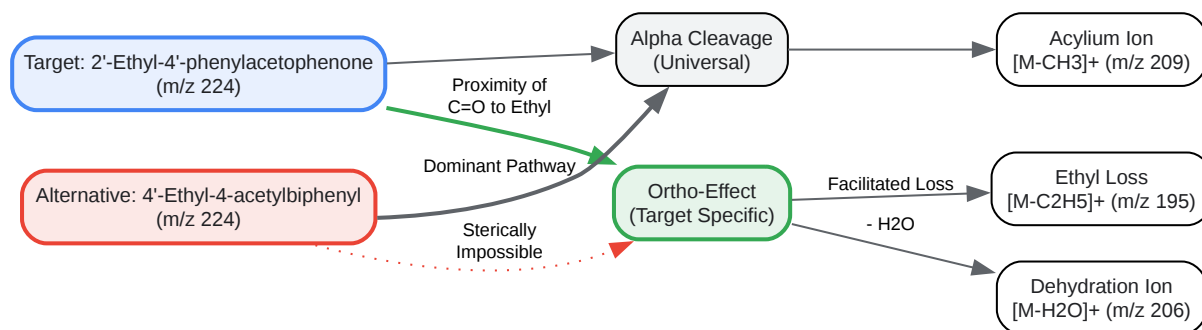 Target: 2'-Ethyl-4'-phenylacetophenone
(m/z 224)
Alternative: 4'-Ethyl-4-acetylbiphenyl
(m/z 224)
Proximity of
C=O to Ethyl
Dominant Pathway
Sterically
Impossible
Alpha Cleavage
(Universal)
Ortho-Effect
(Target Specific)
Facilitated Loss
- H2O
Acylium Ion
[M-CH3]+ (m/z 209)
Ethyl Loss
[M-C2H5]+ (m/z 195)
Dehydration Ion
[M-H2O]+ (m/z 206)